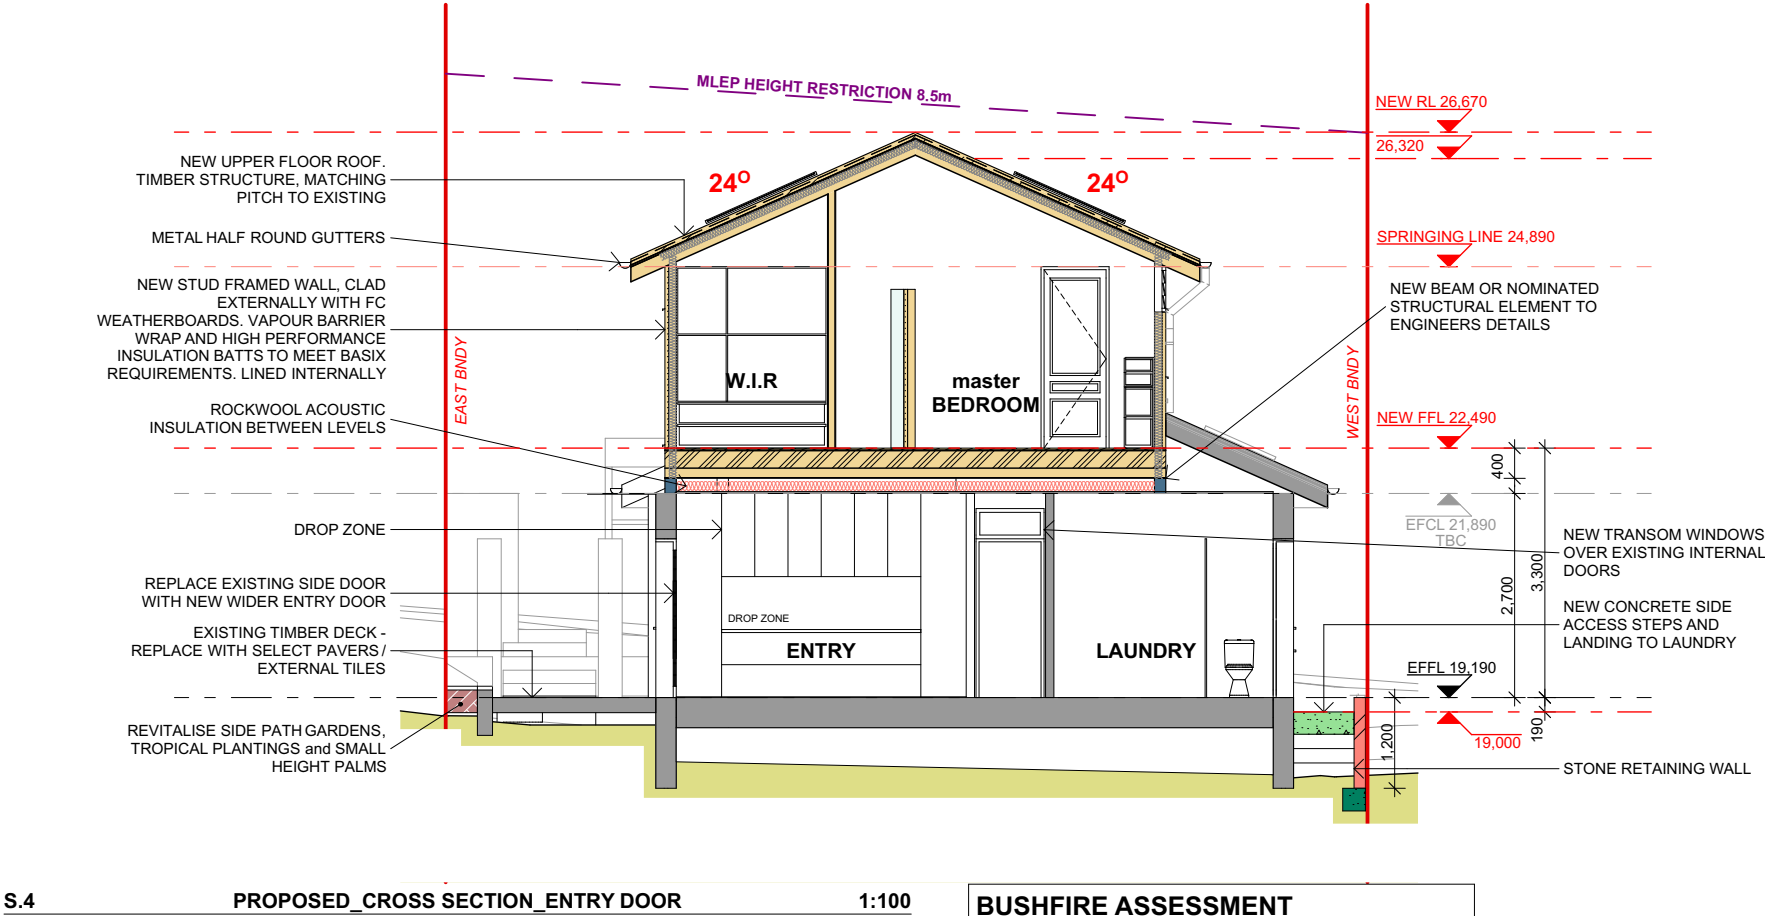 MLEP HEIGHT RESTRICTION 8.5m
NEW RL 26,670
26,320
NEW UPPER FLOOR ROOF.
TIMBER STRUCTURE, MATCHING
PITCH TO EXISTING
24O
24O
METAL HALF ROUND GUTTERS
SPRINGING LINE 24,890
NEW STUD FRAMED WALL, CLAD
EXTERNALLY WITH FC
WEATHERBOARDS. VAPOUR BARRIER
WRAP AND HIGH PERFORMANCE
INSULATION BATTS TO MEET BASIX
REQUIREMENTS. LINED INTERNALLY
NEW BEAM OR NOMINATED
STRUCTURAL ELEMENT TO
ENGINEERS DETAILS
EAST BNDY
WEST BNDY
W.I.R
master
BEDROOM
ROCKWOOL ACOUSTIC
INSULATION BETWEEN LEVELS
NEW FFL 22,490
400
EFCL 21,890
TBC
2,700
3,300
DROP ZONE
NEW TRANSOM WINDOWS
OVER EXISTING INTERNAL
DOORS
REPLACE EXISTING SIDE DOOR
WITH NEW WIDER ENTRY DOOR
DROP ZONE
NEW CONCRETE SIDE
ACCESS STEPS AND
LANDING TO LAUNDRY
EXISTING TIMBER DECK -
REPLACE WITH SELECT PAVERS /
EXTERNAL TILES
ENTRY
LAUNDRY
EFFL 19,190
REVITALISE SIDE PATH GARDENS,
TROPICAL PLANTINGS and SMALL
HEIGHT PALMS
1,200
19,000
190
STONE RETAINING WALL
S.4
PROPOSED_CROSS SECTION_ENTRY DOOR
1:100
BUSHFIRE ASSESSMENT